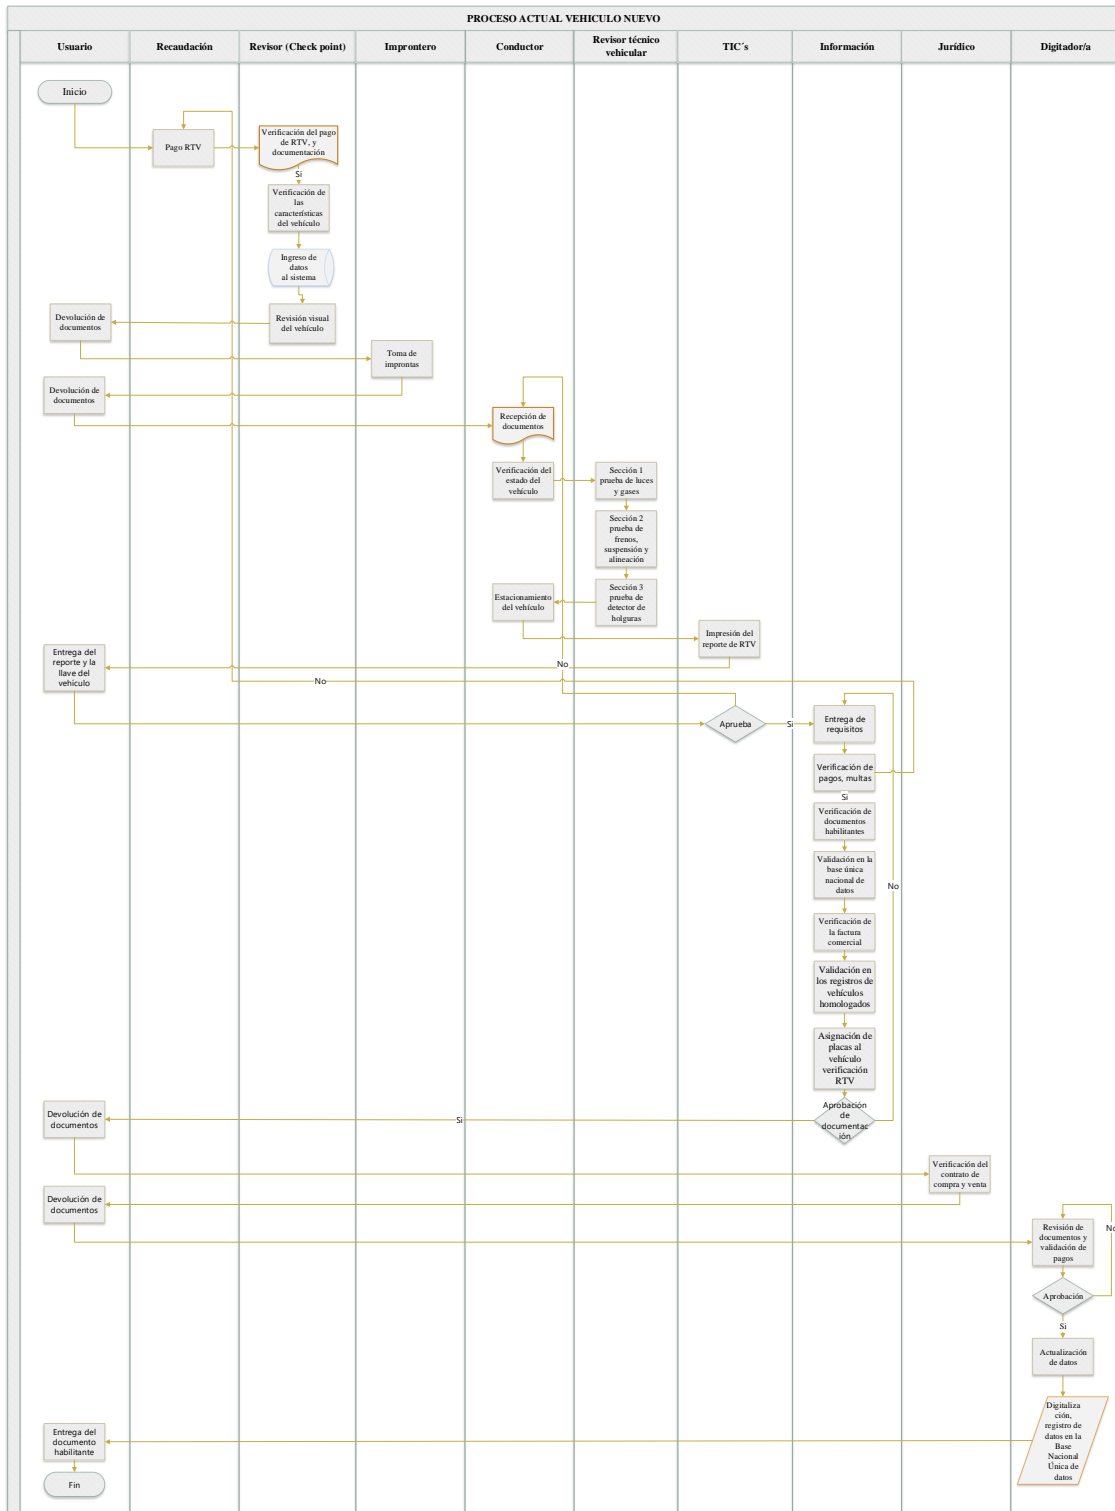 PROCESO ACTUAL VEHICULO NUEVO
Usuario
Recaudación
Revisor (Check point)
Improntero
Conductor
Revisor técnico
vehicular
TIC´s
Información
Jurídico
Digitador/a
Inicio
Pago RTV
Verificación del pago
de RTV, y
documentación
Si
Verificación de
las
características
del vehículo
Ingreso de
datos
al sistema
Revisión visual
del vehículo
Devolución de
documentos
Toma de
improntas
Devolución de
documentos
Recepción de
documentos
Verificación del
estado del
vehículo
Sección 1
prueba de luces
y gases
Sección 2
prueba de
frenos,
suspensión y
alineación
Sección 3
prueba de
detector de
holguras
Estacionamiento
del vehículo
Impresión del
reporte de RTV
Entrega del
reporte y la
llave del
vehículo
No
No
Aprueba
Si
Entrega de
requisitos
Verificación de
pagos, multas
Si
Verificación de
documentos
habilitantes
Validación en la
base única
nacional de
datos
No
Verificación de
la factura
comercial
Validación en
los registros de
vehículos
homologados
Asignación de
placas al
vehículo
verificación
RTV
Aprobación
de
documentac
ión
Si
Devolución de
documentos
Verificación del
contrato de
compra y venta
Devolución de
documentos
Revisión de
documentos y
validación de
pagos
No
Aprobación
Si
Actualización
de datos
Digitaliza
ción,
registro de
datos en la
Base
Nacional
Única de
datos
Entrega del
documento
habilitante
Fin